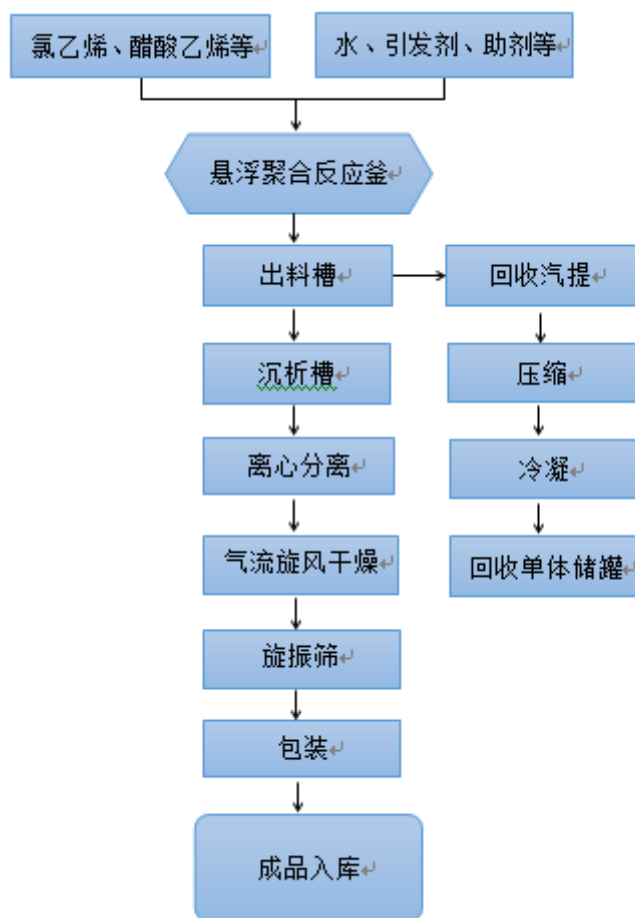 氯乙烯、醋酸乙烯等
水、引发剂、助剂等
悬浮聚合反应釜
出料槽
回收汽提
沉析槽
压缩
离心分离
冷凝
气流旋风干燥
回收单体储罐
旋振筛
包装
成品入库